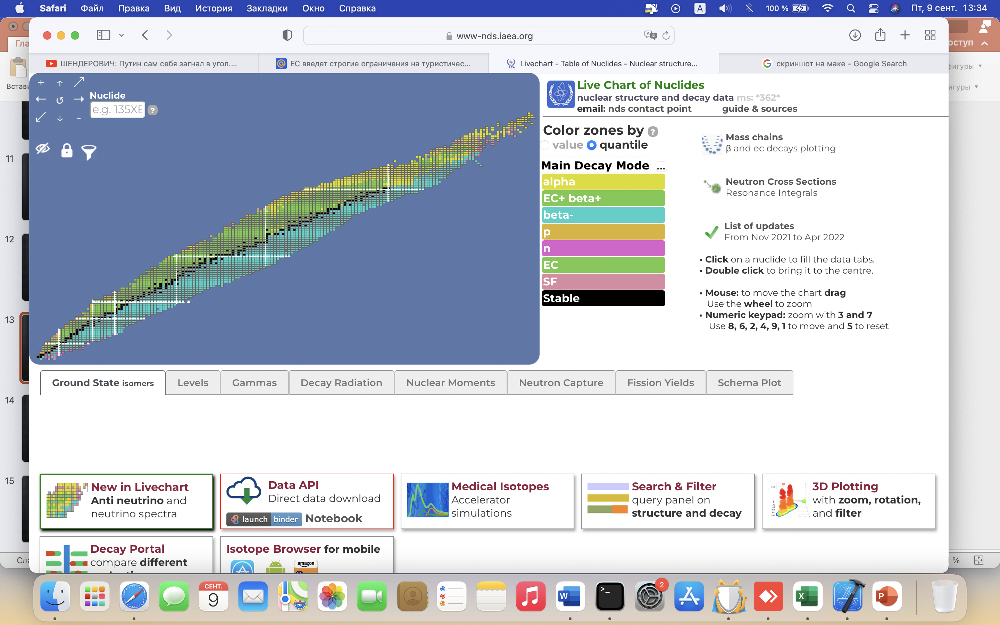 Safari Файл Правка Вид История Закладки Окно Справка A 100 % Пт, 9 сент. 13:34
www-nds.iaea.org
ШЕНДЕРОВИЧ: Путин сам себя загнал в угол....
ЕС введет строгие ограничения на туристичес...
Livechart - Table of Nuclides - Nuclear structure...
скриншот на маке - Google Search
Nuclide
e.g. 135XE
?
Live Chart of Nuclides
nuclear structure and decay data ms: *362*
email: nds contact point guide & sources
Color zones by ?
value quantile
Main Decay Mode ...
alpha
EC+ beta+
beta-
p
n
EC
SF
Stable
Mass chains
β and ec decays plotting
Neutron Cross Sections
Resonance Integrals
List of updates
From Nov 2021 to Apr 2022
• Click on a nuclide to fill the data tabs.
• Double click to bring it to the centre.
• Mouse: to move the chart drag
Use the wheel to zoom
• Numeric keypad: zoom with 3 and 7
Use 8, 6, 2, 4, 9, 1 to move and 5 to reset
Ground State isomers Levels Gammas Decay Radiation Nuclear Moments Neutron Capture Fission Yields Schema Plot
New in Livechart
Anti neutrino and
neutrino spectra
Data API
Direct data download
launch binder Notebook
Medical Isotopes
Accelerator
simulations
Search & Filter
query panel on
structure and decay
3D Plotting
with zoom, rotation,
and filter
Decay Portal
compare different
Isotope Browser for mobile
amazon
11
12
13
14
15
%
СЕНТ.
9
280
W
2
X
P